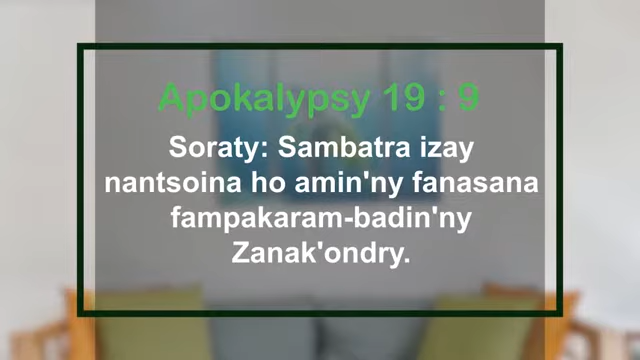 Apokalypsy 19 : 9
Soraty: Sambatra izay
nantsoina ho amin'ny fanasana
fampakaram-badin'ny
Zanak'ondry.